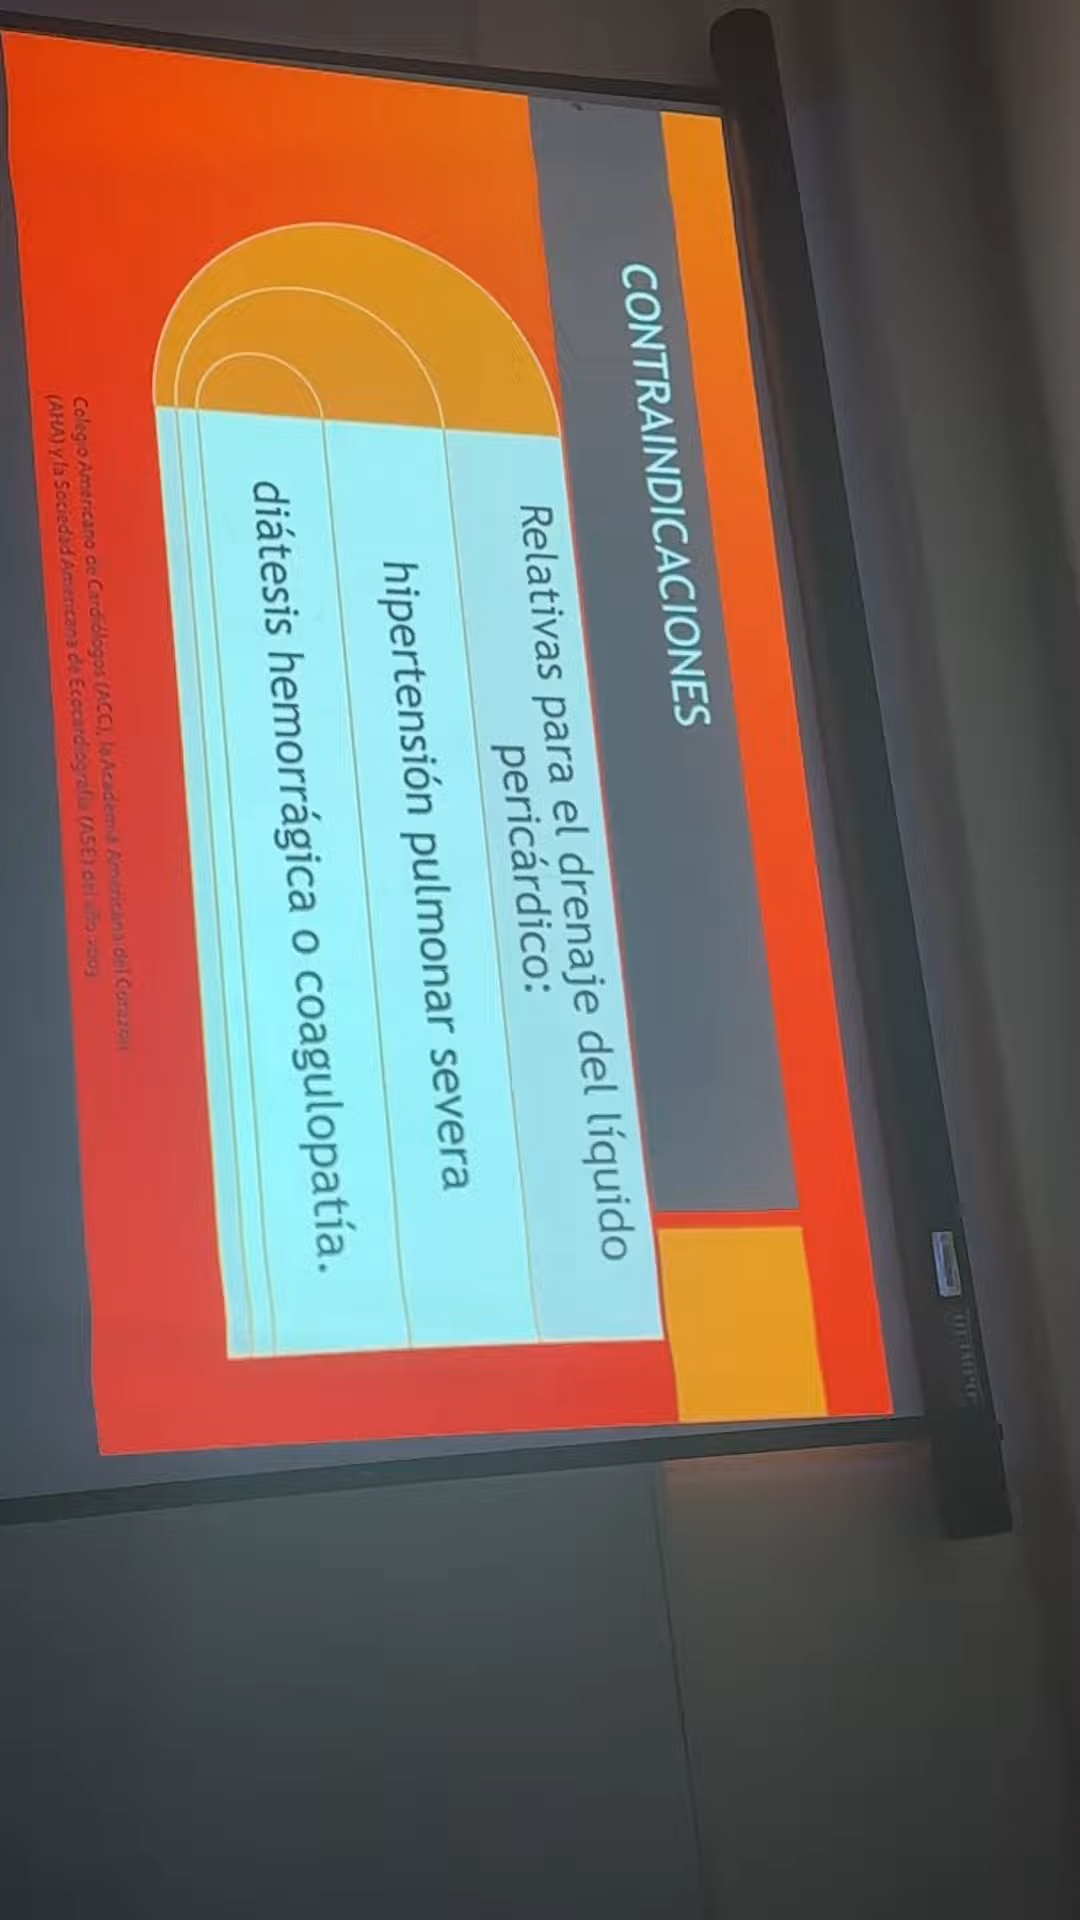 CONTRAINDICACIONES
Relativas para el drenaje del líquido
pericárdico:
hipertensión pulmonar severa
diátesis hemorrágica o coagulopatía.
Colegio Americano de Cardiólogos (ACC), la Academia Americana del Corazón
(AHA) y la Sociedad Americana de Ecocardiografía (ASE) del año